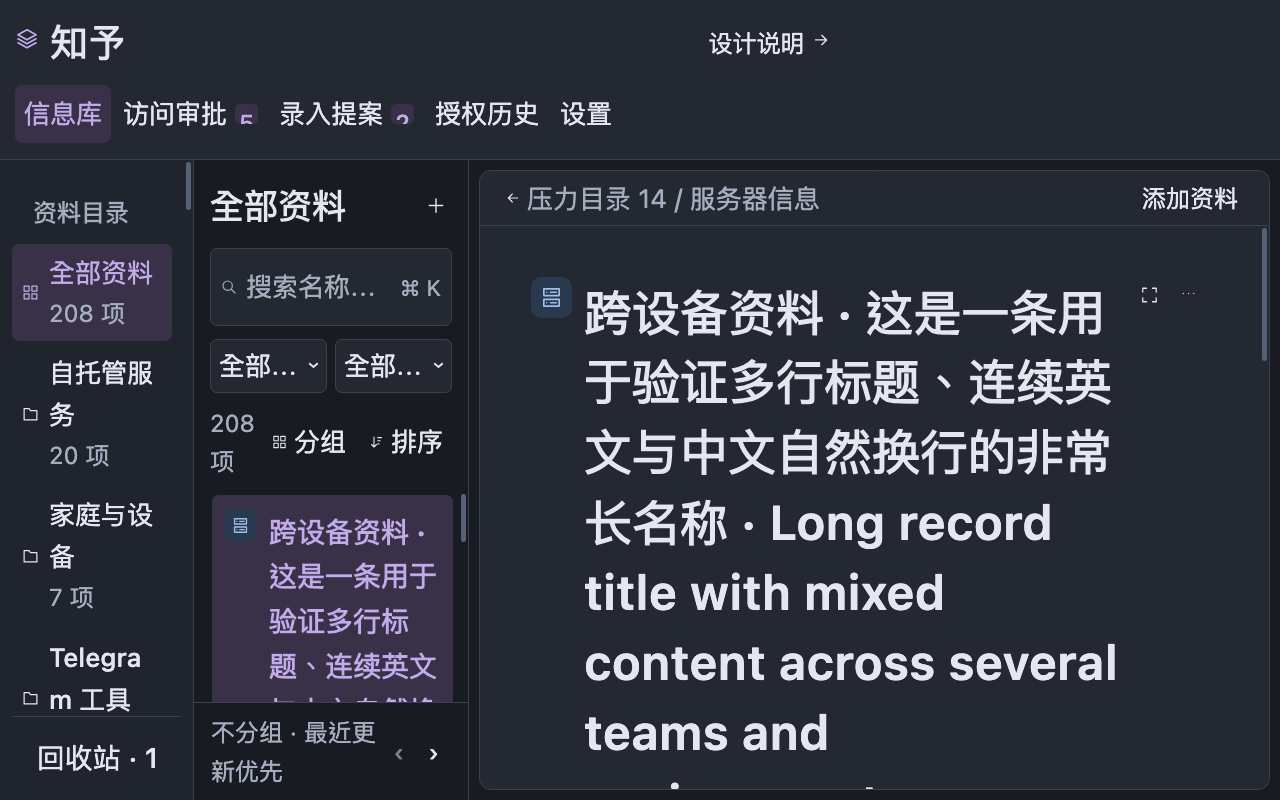 知予
设计说明 →
信息库
访问审批 5
录入提案 2
授权历史
设置
资料目录
全部资料
208 项
自托管服
务
20 项
家庭与设
备
7 项
Telegra
m 工具
回收站 · 1
全部资料 +
搜索名称… ⌘ K
全部…
全部…
208
项
分组
排序
跨设备资料 ·
这是一条用于
验证多行标
题、连续英文
不分组 · 最近更
新优先
‹ ›
← 压力目录 14 / 服务器信息
添加资料
跨设备资料 · 这是一条用
于验证多行标题、连续英
文与中文自然换行的非常
长名称 · Long record
title with mixed
content across several
teams and